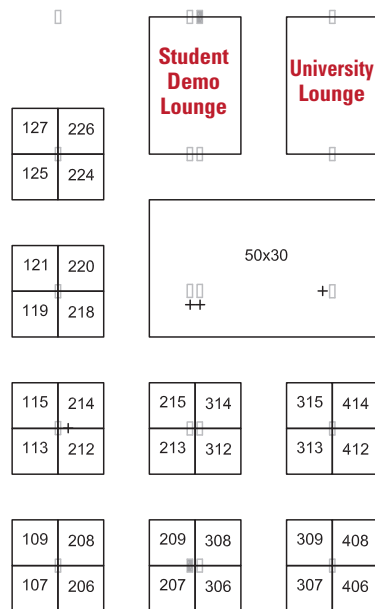 Student
Demo
Lounge
University
Lounge
127 226
125 224
121 220
119 218
50x30
115 214
113 212
215 314
213 312
315 414
313 412
109 208
107 206
209 308
207 306
309 408
307 406